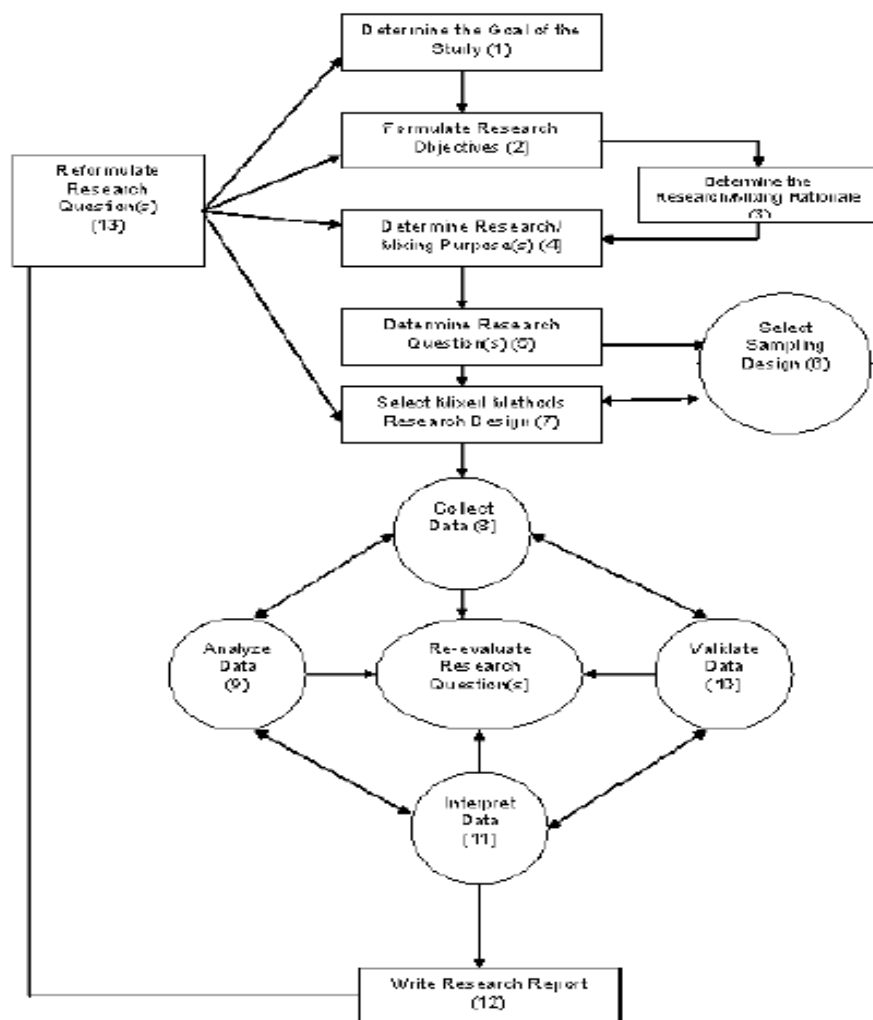 Determine the Goal of the
Study (1)
Formulate Research
Objectives (2)
Reformulate
Research
Question(s)
(13)
Determine the
Research/Mixing Rationale
(3)
Determine Research/
Mixing Purpose(s) (4)
Determine Research
Question(s) (5)
Select
Sampling
Design (6)
Select Mixed Methods
Research Design (7)
Collect
Data (8)
Analyze
Data
(9)
Re-evaluate
Research
Question(s)
Validate
Data
(10)
Interpret
Data
(11)
Write Research Report
(12)